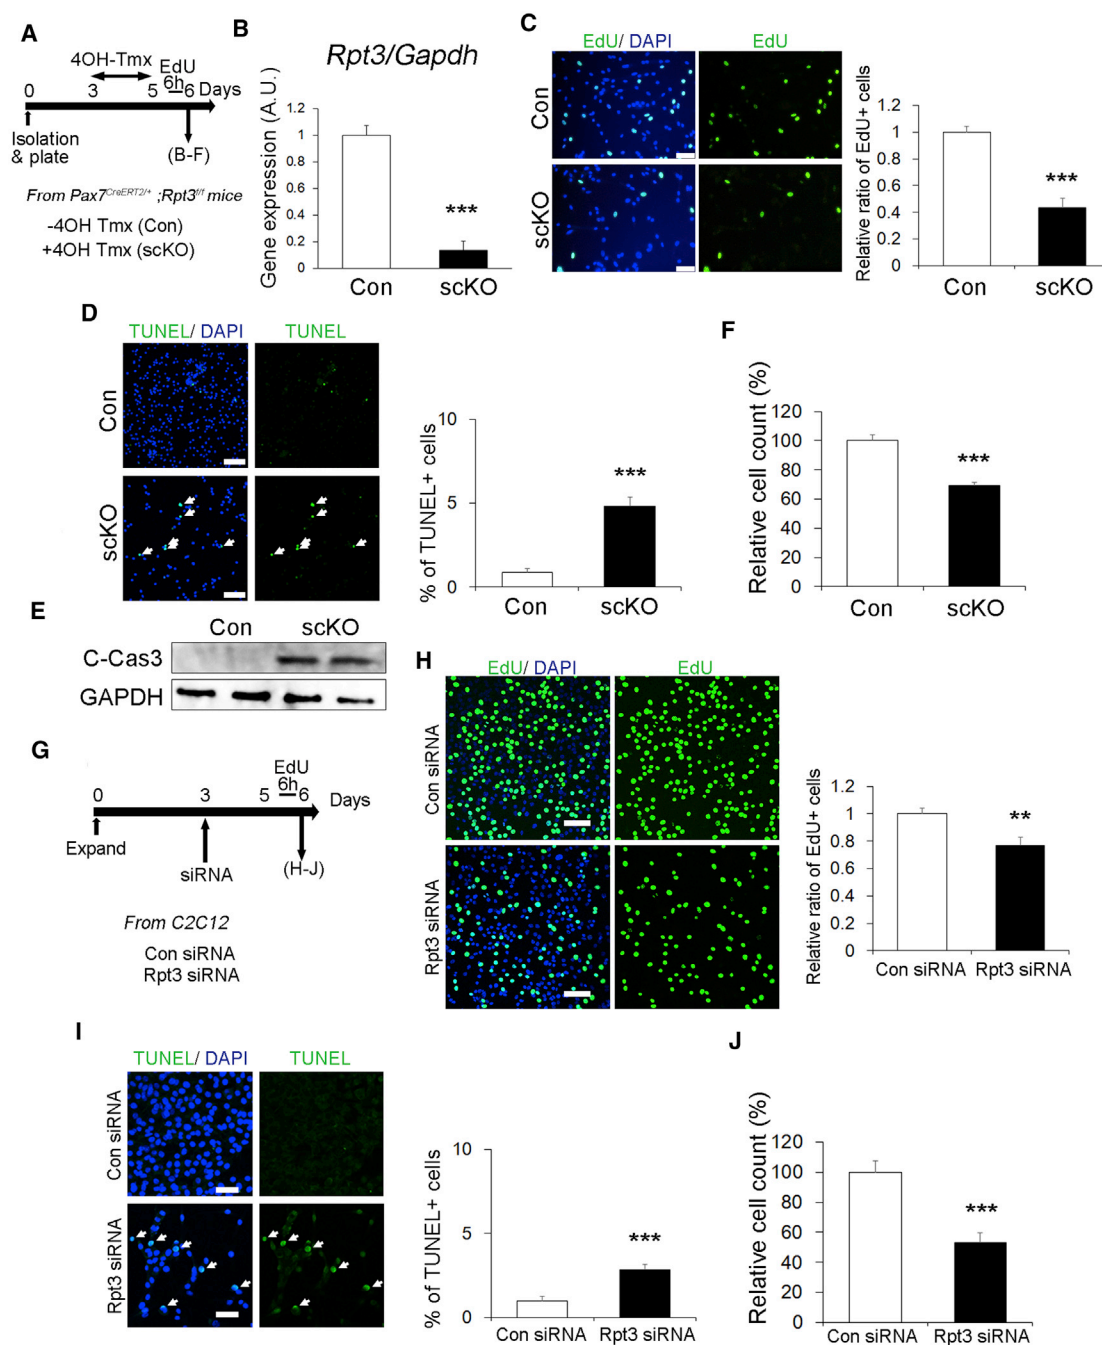 A
4OH-Tmx
EdU
6h
0 3 5 6 Days
Isolation
& plate
(B-F)
From Pax7CreERT2/+ ;Rpt3f/f mice
-4OH Tmx (Con)
+4OH Tmx (scKO)
B
Rpt3/Gapdh
Gene expression (A.U.)
1.2
1
0.8
0.6
0.4
0.2
0
***
Con scKO
C
EdU/ DAPI EdU
Con
scKO
Relative ratio of EdU+ cells
1.2
1
0.8
0.6
0.4
0.2
0
***
Con scKO
D
TUNEL/ DAPI TUNEL
Con
scKO
% of TUNEL+ cells
10
5
0
***
Con scKO
F
Relative cell count (%)
120
100
80
60
40
20
0
***
Con scKO
E
Con scKO
C-Cas3
GAPDH
G
EdU
6h
0 3 5 6 Days
Expand
siRNA
(H-J)
From C2C12
Con siRNA
Rpt3 siRNA
H
EdU/ DAPI EdU
Con siRNA
Rpt3 siRNA
Relative ratio of EdU+ cells
1.2
1
0.8
0.6
0.4
0.2
0
**
Con siRNA Rpt3 siRNA
I
TUNEL/ DAPI TUNEL
Con siRNA
Rpt3 siRNA
% of TUNEL+ cells
10
5
0
***
Con siRNA Rpt3 siRNA
J
Relative cell count (%)
120
100
80
60
40
20
0
***
Con siRNA Rpt3 siRNA